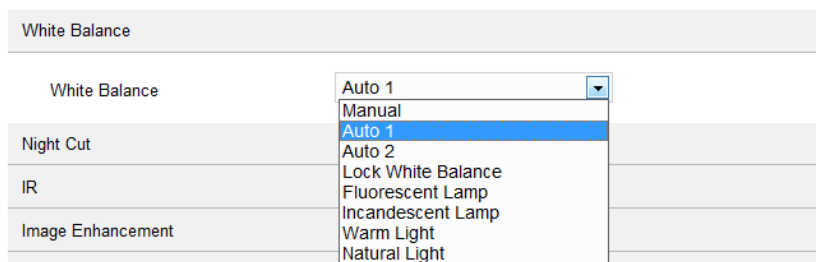 White Balance
White Balance
Auto 1
Manual
Auto 1
Auto 2
Lock White Balance
Fluorescent Lamp
Incandescent Lamp
Warm Light
Natural Light
Night Cut
IR
Image Enhancement